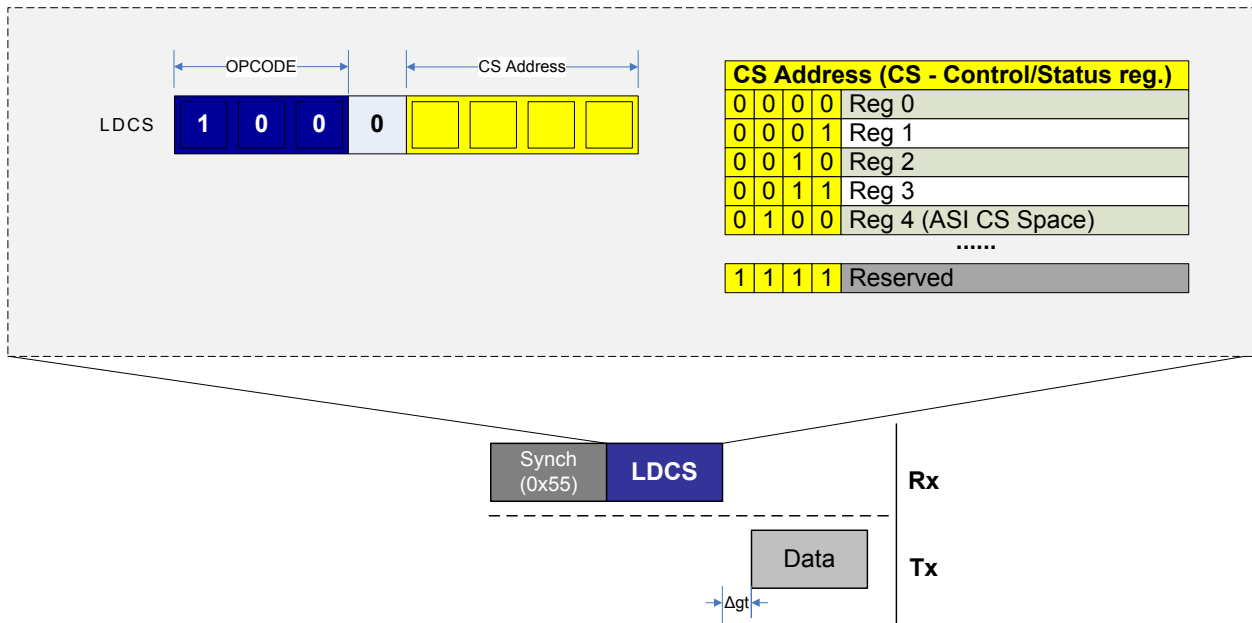 OPCODE
CS Address
LDCS
1 0 0 0
CS Address (CS - Control/Status reg.)
0 0 0 0 Reg 0
0 0 0 1 Reg 1
0 0 1 0 Reg 2
0 0 1 1 Reg 3
0 1 0 0 Reg 4 (ASI CS Space)
......
1 1 1 1 Reserved
Synch
(0x55)
LDCS
Rx
Data
Tx
Δgt